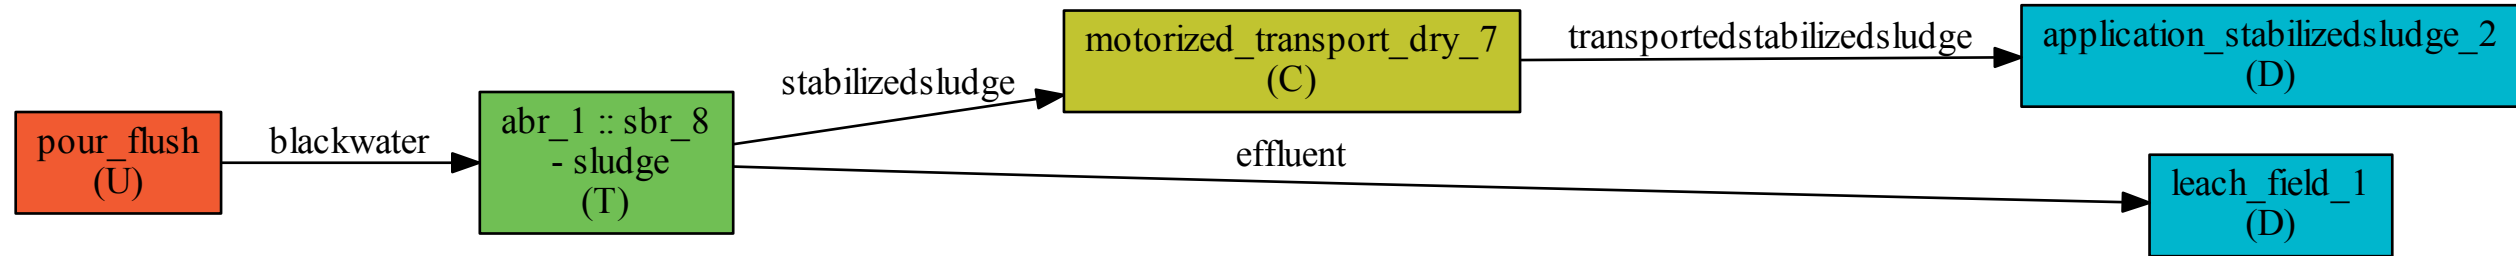 pour_flush
(U)
blackwater
abr_1 :: sbr_8
- sludge
(T)
stabilizedsludge
motorized_transport_dry_7
(C)
transportedstabilizedsludge
application_stabilizedsludge_2
(D)
effluent
leach_field_1
(D)